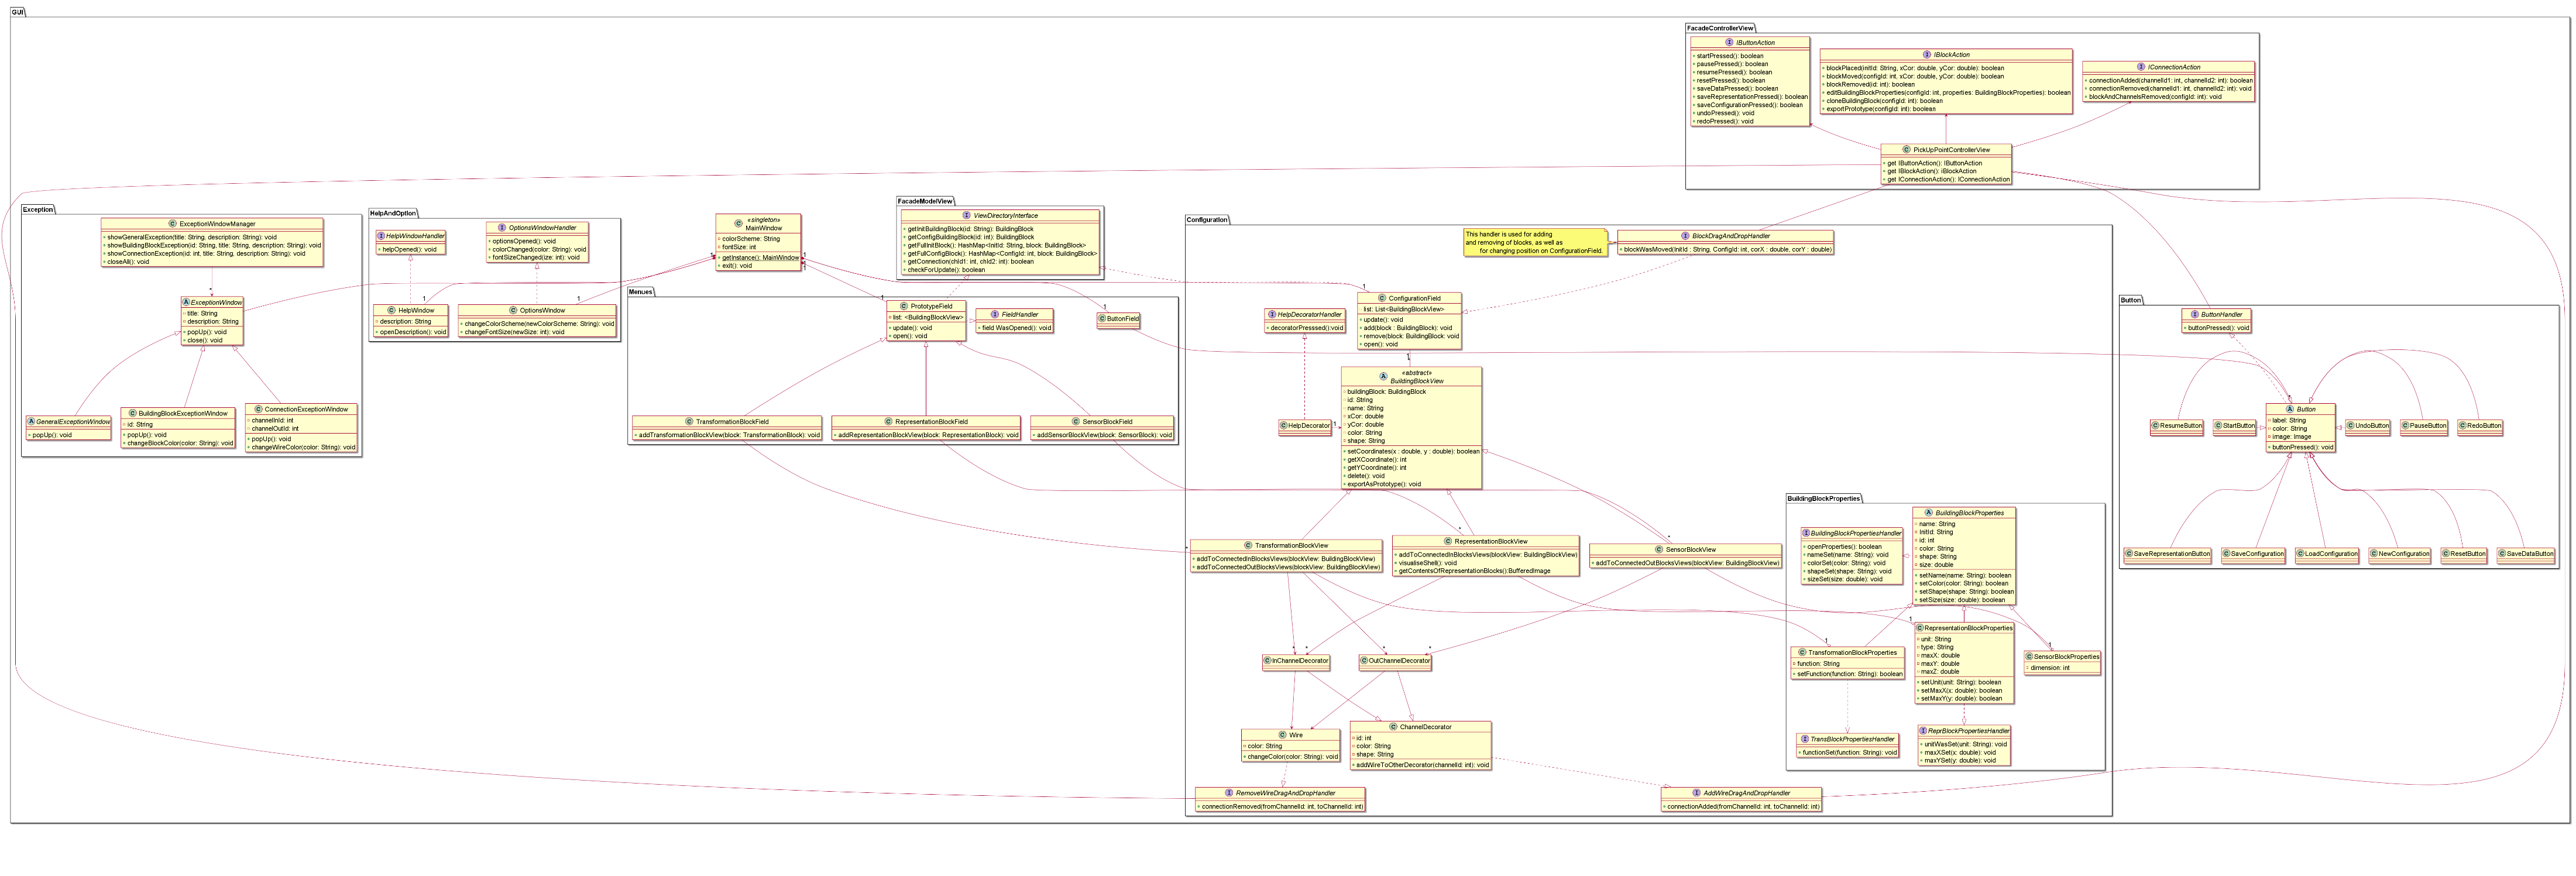 GUI
FacadeControllerView
IButtonAction
startPressed(): boolean
pausePressed(): boolean
resumePressed(): boolean
resetPressed(): boolean
saveDataPressed(): boolean
saveRepresentationPressed(): boolean
saveConfigurationPressed(): boolean
undoPressed(): void
redoPressed(): void
IBlockAction
blockPlaced(initId: String, xCor: double, yCor: double): boolean
blockMoved(configId: int, xCor: double, yCor: double): boolean
blockRemoved(id: int): boolean
editBuildingBlockProperties(configId: int, properties: BuildingBlockProperties): boolean
cloneBuildingBlock(configId: int): boolean
exportPrototype(configId: int): boolean
IConnectionAction
connectionAdded(channelId1: int, channelId2: int): boolean
connectionRemoved(channelId1: int, channelId2: int): void
blockAndChannelsRemoved(configId: int): void
PickUpPointControllerView
get IButtonAction(): IButtonAction
get IBlockAction(): iBlockAction
get IConnectionAction(): IConnectionAction
Exception
ExceptionWindowManager
showGeneralException(title: String, description: String): void
showBuildingBlockException(id: String, title: String, description: String): void
showConnectionException(id: int, title: String, description: String): void
closeAll(): void
*
ExceptionWindow
title: String
description: String
popUp(): void
close(): void
GeneralExceptionWindow
popUp(): void
BuildingBlockExceptionWindow
id: String
popUp(): void
changeBlockColor(color: String): void
ConnectionExceptionWindow
channelInId: int
channelOutId: int
popUp(): void
changeWireColor(color: String): void
HelpAndOption
HelpWindowHandler
helpOpened(): void
OptionsWindowHandler
optionsOpened(): void
colorChanged(color: String): void
fontSizeChanged(ize: int): void
1
HelpWindow
description: String
openDescription(): void
1
OptionsWindow
changeColorScheme(newColorScheme: String): void
changeFontSize(newSize: int): void
«singleton»
MainWindow
colorScheme: String
fontSize: int
getInstance(): MainWindow
exit(): void
1
1
1
FacadeModelView
ViewDirectoryInterface
getInitBuildingBlock(id: String): BuildingBlock
getConfigBuildingBlock(id: int): BuildingBlock
getFullInitBlock(): HashMap<InitId: String, block: BuildingBlock>
getFullConfigBlock(): HashMap<ConfigId: int, block: BuildingBlock>
getConnection(chId1: int, chId2: int): boolean
checkForUpdate(): boolean
Menues
1
PrototypeField
list: <BuildingBlockView>
update(): void
open(): void
FieldHandler
field WasOpened(): void
1
ButtonField
TransformationBlockField
addTransformationBlockView(block: TransformationBlock): void
RepresentationBlockField
addRepresentationBlockView(block: RepresentationBlock): void
SensorBlockField
addSensorBlockView(block: SensorBlock): void
Configuration
This handler is used for adding
and removing of blocks, as well as
for changing position on ConfigurationField.
BlockDragAndDropHandler
blockWasMoved(InitId : String, ConfigId: int, corX : double, corY : double)
1
ConfigurationField
list: List<BuildingBlockView>
update(): void
add(block : BuildingBlock): void
remove(block: BuildingBlock: void
open(): void
HelpDecoratorHandler
decoratorPresssed():void
HelpDecorator
1
«abstract»
BuildingBlockView
buildingBlock: BuildingBlock
id: String
name: String
xCor: double
yCor: double
color: String
shape: String
setCoordinates(x : double, y : double): boolean
getXCoordinate(): int
getYCoordinate(): int
delete(): void
exportAsPrototype(): void
*
TransformationBlockView
addToConnectedInBlocksViews(blockView: BuildingBlockView)
addToConnectedOutBlocksViews(blockView: BuildingBlockView)
*
RepresentationBlockView
addToConnectedInBlocksViews(blockView: BuildingBlockView)
visualiseShell(): void
getContentsOfRepresentationBlocks():BufferedImage
*
SensorBlockView
addToConnectedOutBlocksViews(blockView: BuildingBlockView)
*
*
InChannelDecorator
*
*
OutChannelDecorator
Wire
color: String
changeColor(color: String): void
ChannelDecorator
id: int
color: String
shape: String
addWireToOtherDecorator(channelId: int): void
RemoveWireDragAndDropHandler
connectionRemoved(fromChannelId: int, toChannelId: int)
AddWireDragAndDropHandler
connectionAdded(fromChannelId: int, toChannelId: int)
BuildingBlockProperties
BuildingBlockPropertiesHandler
openProperties(): boolean
nameSet(name: String): void
colorSet(color: String): void
shapeSet(shape: String): void
sizeSet(size: double): void
BuildingBlockProperties
name: String
InitId: String
id: int
color: String
shape: String
size: double
setName(name: String): boolean
setColor(color: String): boolean
setShape(shape: String): boolean
setSize(size: double): boolean
1
TransformationBlockProperties
function: String
setFunction(function: String): boolean
1
RepresentationBlockProperties
unit: String
type: String
maxX: double
maxY: double
maxZ: double
setUnit(unit: String): boolean
setMaxX(x: double): boolean
setMaxY(y: double): boolean
1
SensorBlockProperties
dimension: int
TransBlockPropertiesHandler
functionSet(function: String): void
ReprBlockPropertiesHandler
unitWasSet(unit: String): void
maxXSet(x: double): void
maxYSet(y: double): void
Button
ButtonHandler
buttonPressed(): void
ResumeButton
StartButton
Button
label: String
color: String
image: Image
buttonPressed(): void
UndoButton
PauseButton
RedoButton
SaveRepresentationButton
SaveConfiguration
LoadConfiguration
NewConfiguration
ResetButton
SaveDataButton